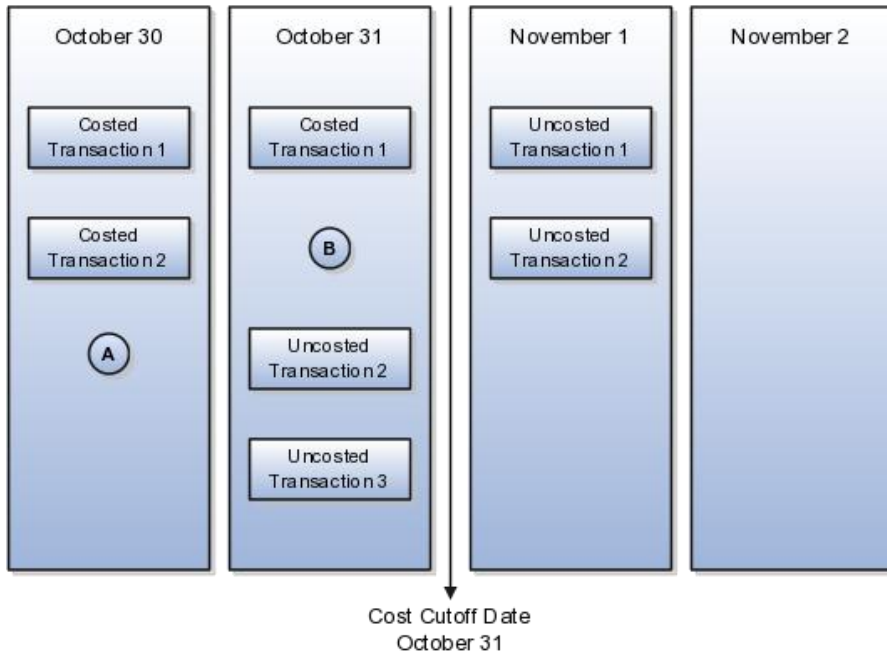 October 30
Costed
Transaction 1
Costed
Transaction 2
A
October 31
Costed
Transaction 1
B
Uncosted
Transaction 2
Uncosted
Transaction 3
November 1
Uncosted
Transaction 1
Uncosted
Transaction 2
November 2
Cost Cutoff Date
October 31